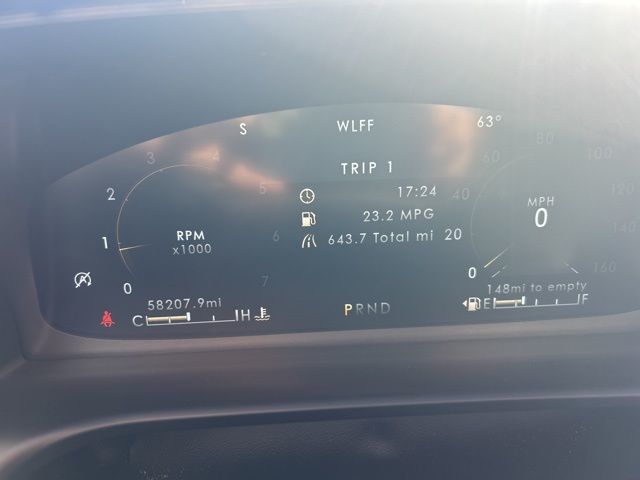 S WLFF 63°
TRIP 1
17:24
23.2 MPG
643.7 Total mi
0 1 2 3 4 5 6 7
RPM
x1000
0 20 40 60 80 100 120 140 160
MPH
0
A
58207.9mi
C H
PRND
148mi to empty
E F